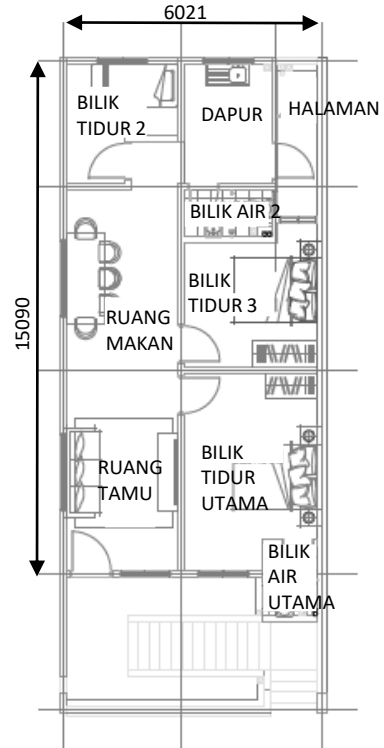 6021
BILIK
TIDUR 2
DAPUR
HALAMAN
BILIK AIR 2
BILIK
TIDUR 3
RUANG
MAKAN
15090
RUANG
TAMU
BILIK
TIDUR
UTAMA
BILIK
AIR
UTAMA